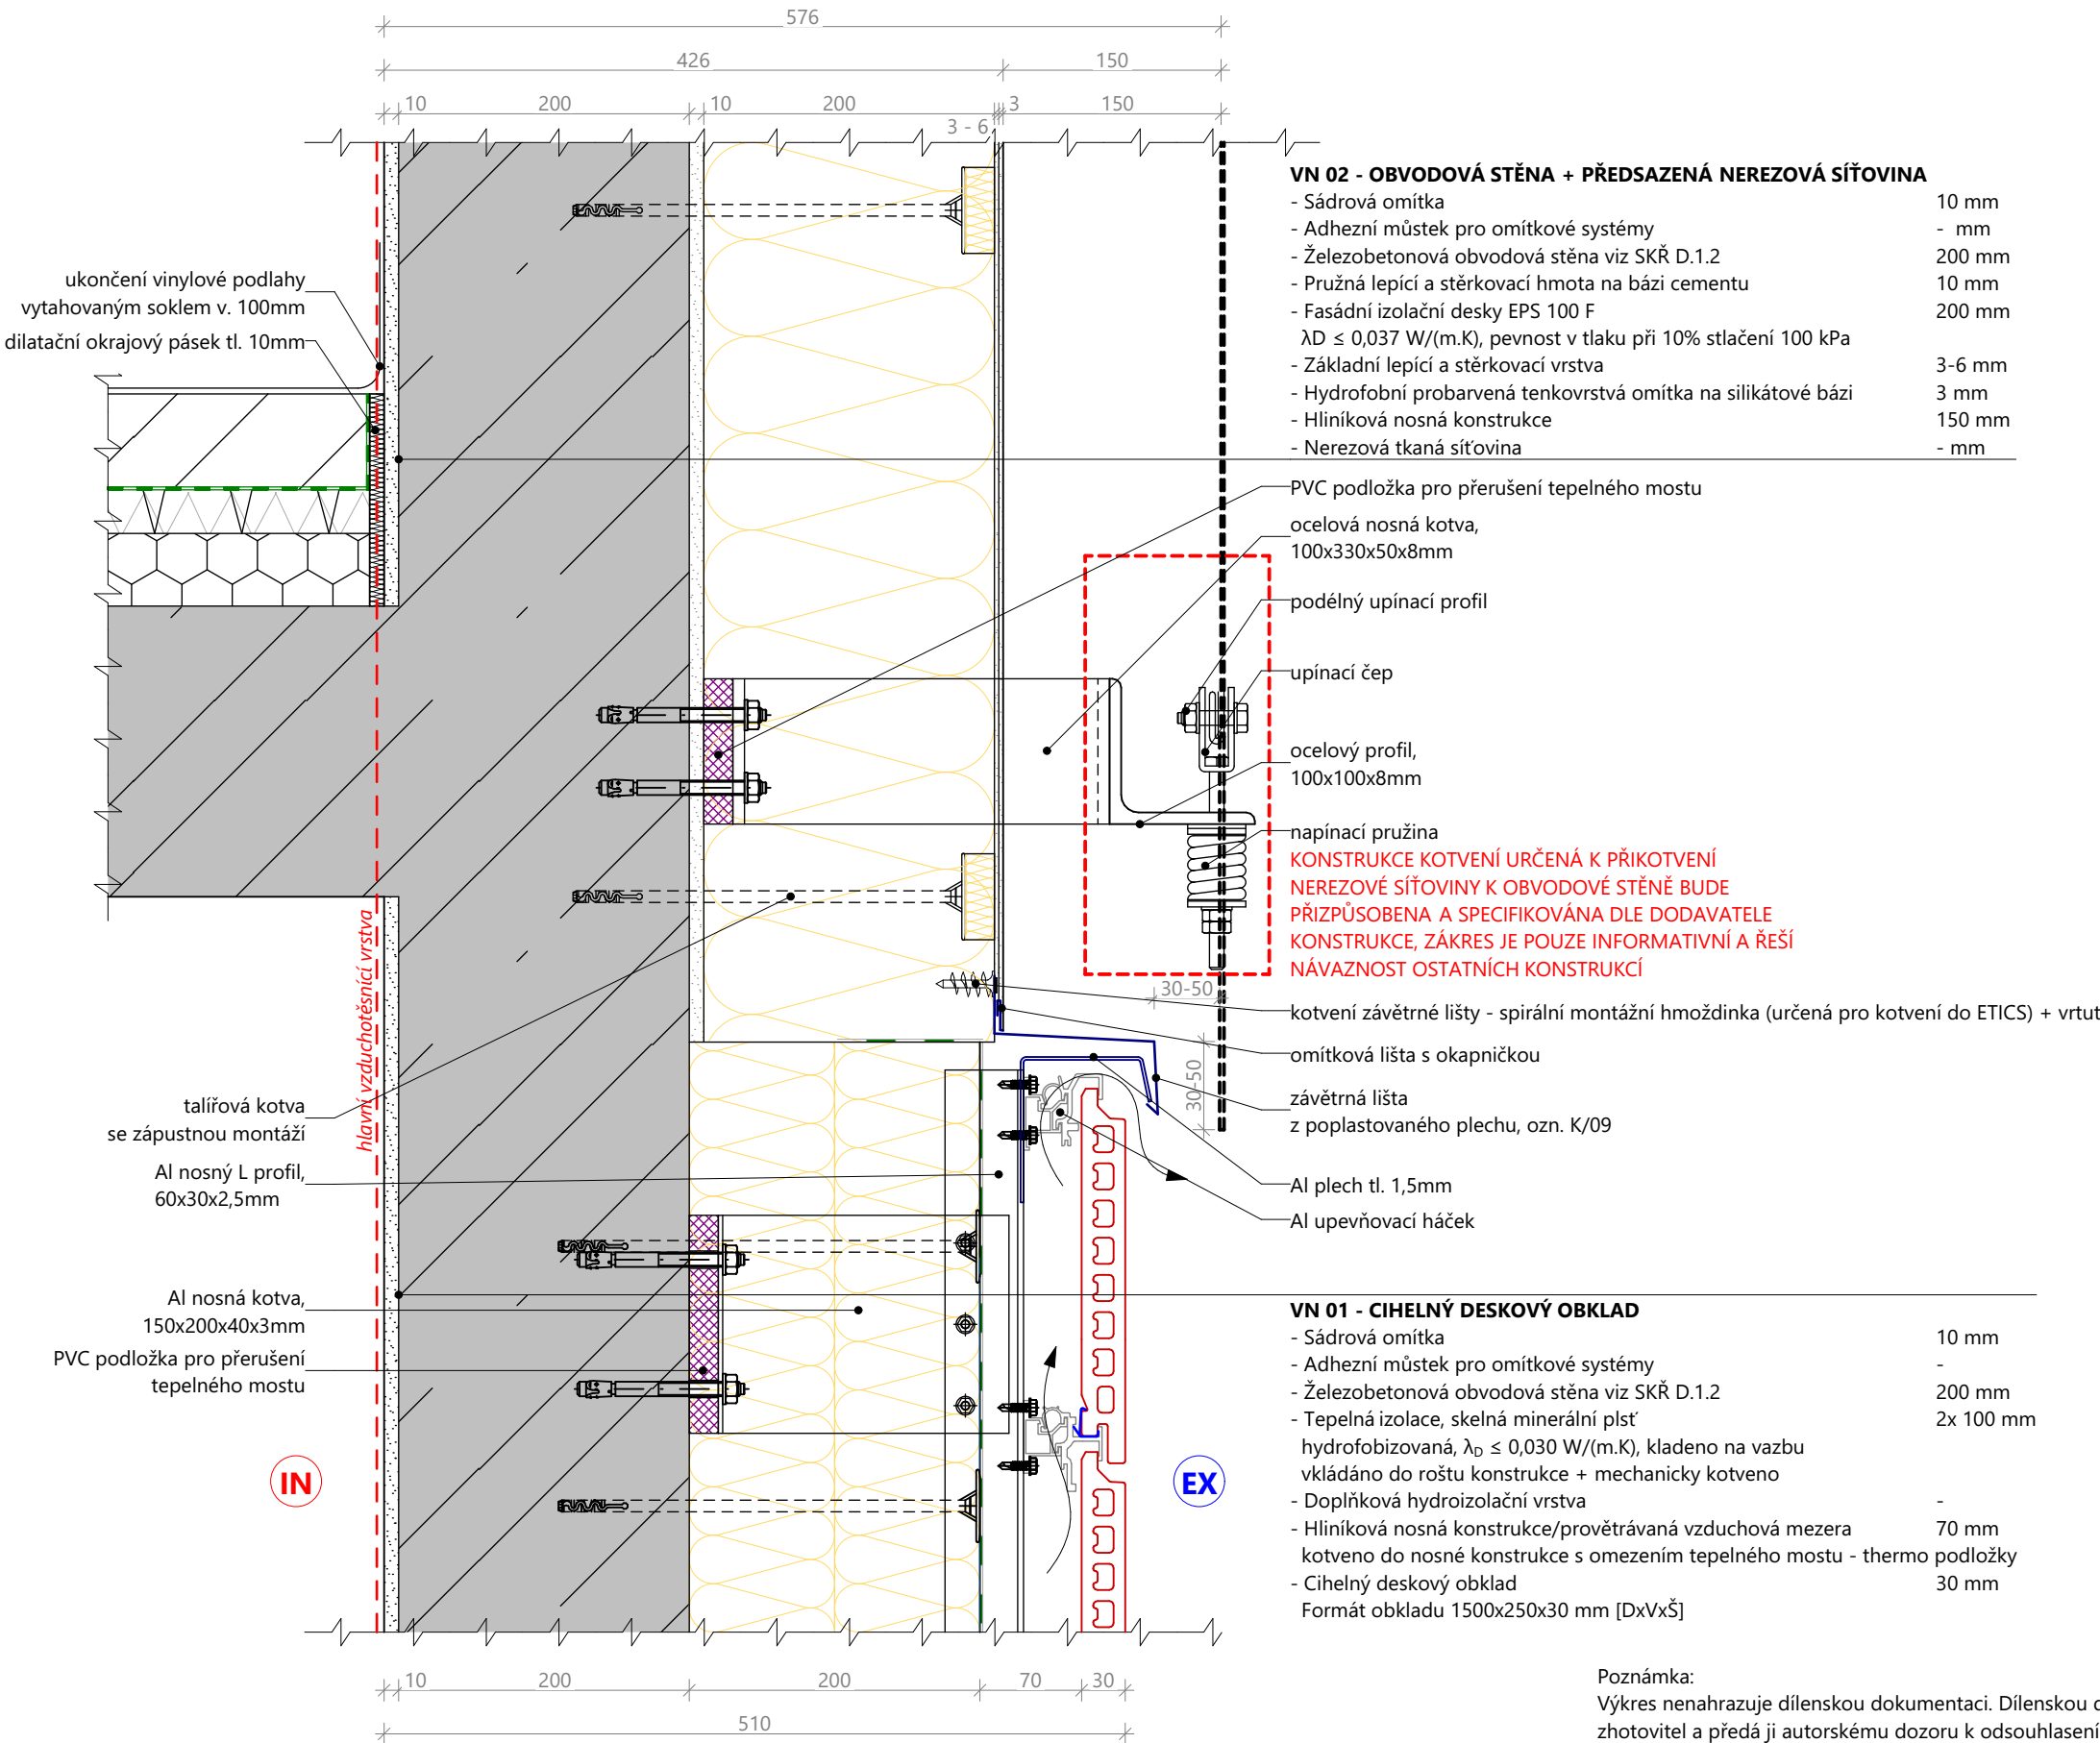 576
426
150
10
200
10
200
3
150
3 - 6
VN 02 - OBVODOVÁ STĚNA + PŘEDSAZENÁ NEREZOVÁ SÍŤOVINA
- Sádrová omítka 10 mm
- Adhezní můstek pro omítkové systémy - mm
- Železobetonová obvodová stěna viz SKŘ D.1.2 200 mm
- Pružná lepící a stěrkovací hmota na bázi cementu 10 mm
- Fasádní izolační desky EPS 100 F 200 mm
λD ≤ 0,037 W/(m.K), pevnost v tlaku při 10% stlačení 100 kPa
- Základní lepící a stěrkovací vrstva 3-6 mm
- Hydrofobní probarvená tenkovrstvá omítka na silikátové bázi 3 mm
- Hliníková nosná konstrukce 150 mm
- Nerezová tkaná síťovina - mm
ukončení vinylové podlahy
vytahovaným soklem v. 100mm
dilatační okrajový pásek tl. 10mm
PVC podložka pro přerušení tepelného mostu
ocelová nosná kotva,
100x330x50x8mm
podélný upínací profil
upínací čep
ocelový profil,
100x100x8mm
napínací pružina
KONSTRUKCE KOTVENÍ URČENÁ K PŘIKOTVENÍ
NEREZOVÉ SÍŤOVINY K OBVODOVÉ STĚNĚ BUDE
PŘIZPŮSOBENA A SPECIFIKOVÁNA DLE DODAVATELE
KONSTRUKCE, ZÁKRES JE POUZE INFORMATIVNÍ A ŘEŠÍ
NÁVAZNOST OSTATNÍCH KONSTRUKCÍ
30-50
kotvení závětrné lišty - spirální montážní hmoždinka (určená pro kotvení do ETICS) + vrtut
omítková lišta s okapničkou
30-50
závětrná lišta
z poplastovaného plechu, ozn. K/09
Al plech tl. 1,5mm
Al upevňovací háček
hlavní vzduchotěsnící vrstva
talířová kotva
se zápustnou montáží
Al nosný L profil,
60x30x2,5mm
Al nosná kotva,
150x200x40x3mm
PVC podložka pro přerušení
tepelného mostu
IN
EX
VN 01 - CIHELNÝ DESKOVÝ OBKLAD
- Sádrová omítka 10 mm
- Adhezní můstek pro omítkové systémy -
- Železobetonová obvodová stěna viz SKŘ D.1.2 200 mm
- Tepelná izolace, skelná minerální plsť 2x 100 mm
hydrofobizovaná, λD ≤ 0,030 W/(m.K), kladeno na vazbu
vkládáno do roštu konstrukce + mechanicky kotveno
- Doplňková hydroizolační vrstva -
- Hliníková nosná konstrukce/provětrávaná vzduchová mezera 70 mm
kotveno do nosné konstrukce s omezením tepelného mostu - thermo podložky
- Cihelný deskový obklad 30 mm
Formát obkladu 1500x250x30 mm [DxVxŠ]
10
200
200
70
30
510
Poznámka:
Výkres nenahrazuje dílenskou dokumentaci. Dílenskou d
zhotovitel a předá ji autorskému dozoru k odsouhlasení